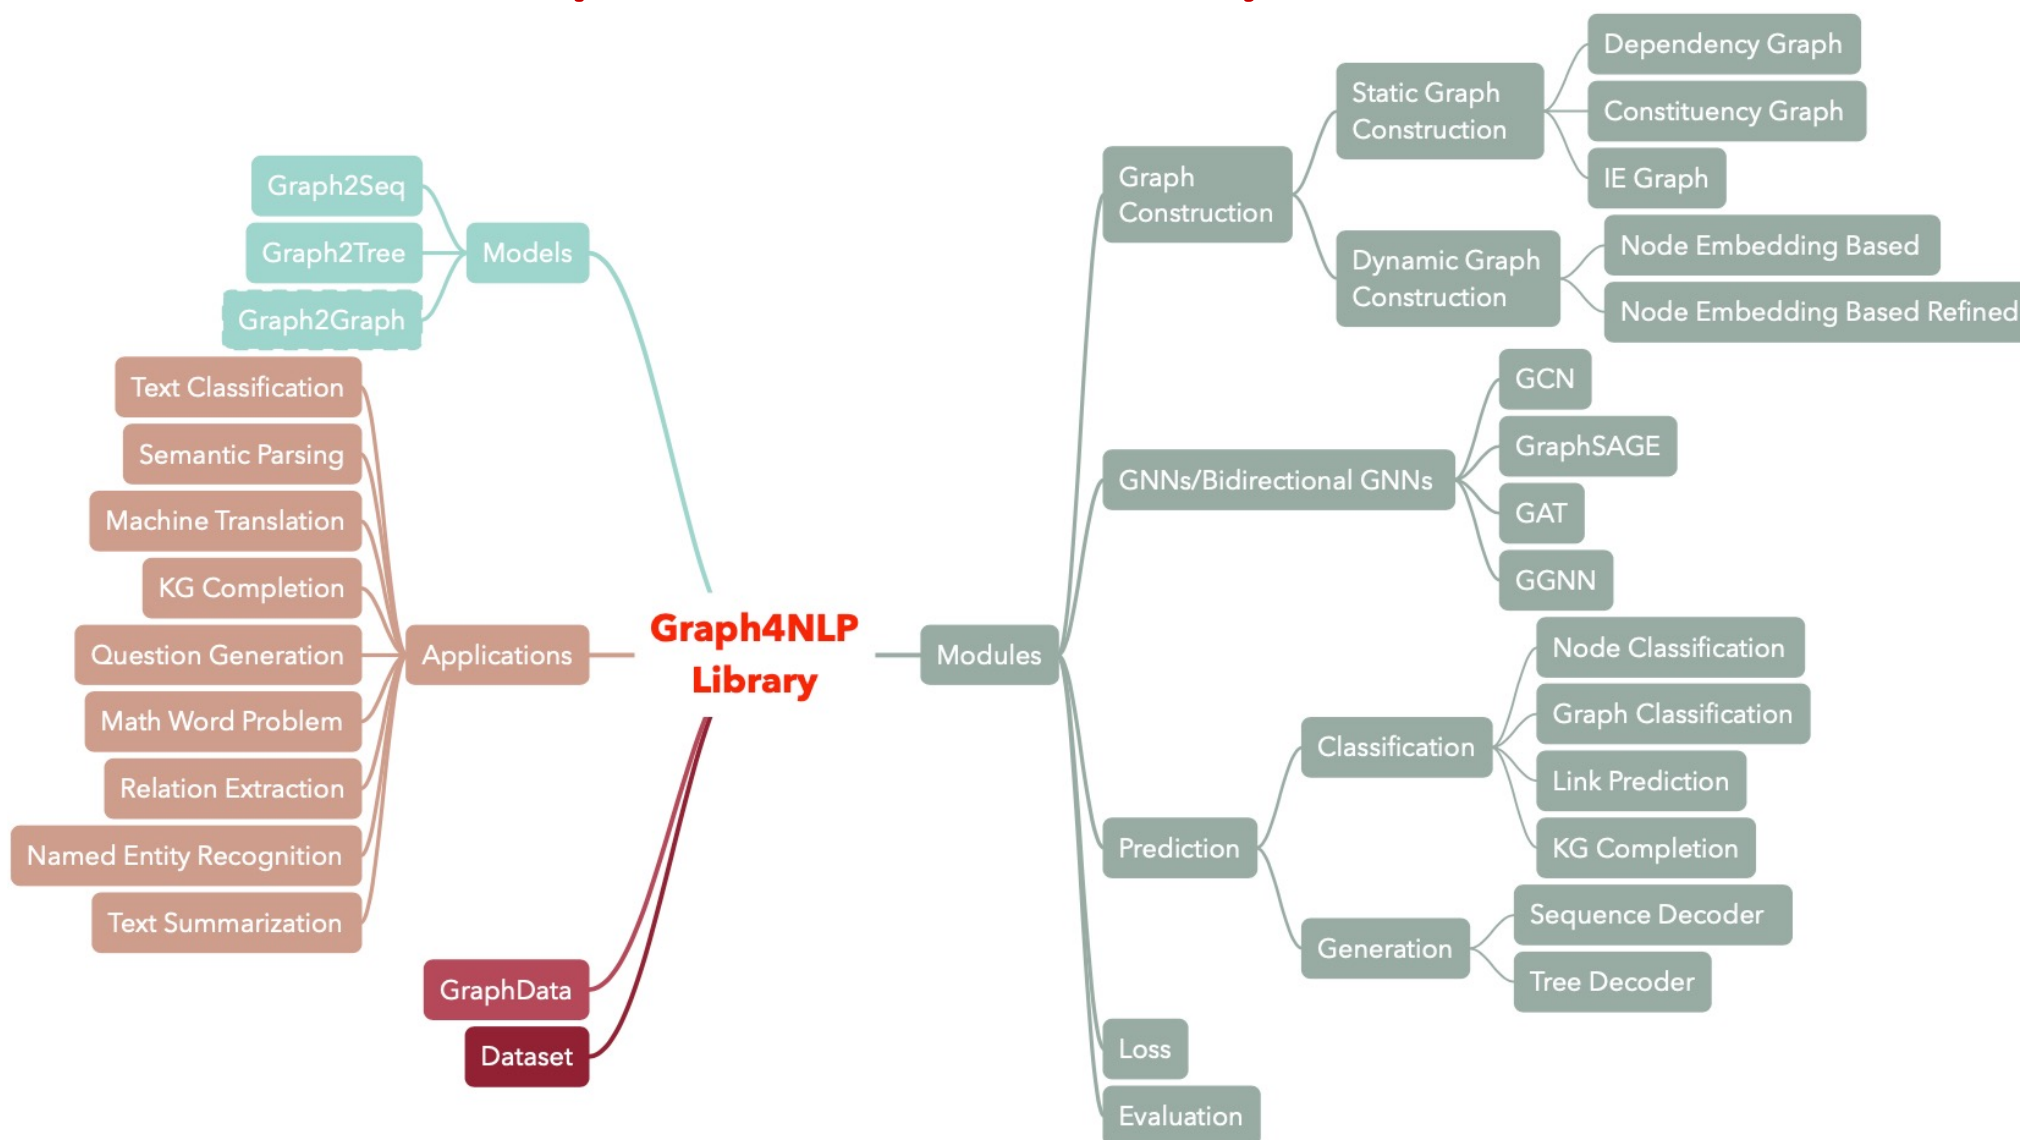 Graph2Seq
Graph2Tree
Graph2Graph
Models
Text Classification
Semantic Parsing
Machine Translation
KG Completion
Question Generation
Math Word Problem
Relation Extraction
Named Entity Recognition
Text Summarization
Applications
GraphData
Dataset
Graph4NLP
Library
Modules
Graph
Construction
Static Graph
Construction
Dependency Graph
Constituency Graph
IE Graph
Dynamic Graph
Construction
Node Embedding Based
Node Embedding Based Refined
GNNs/Bidirectional GNNs
GCN
GraphSAGE
GAT
GGNN
Prediction
Classification
Node Classification
Graph Classification
Link Prediction
KG Completion
Generation
Sequence Decoder
Tree Decoder
Loss
Evaluation